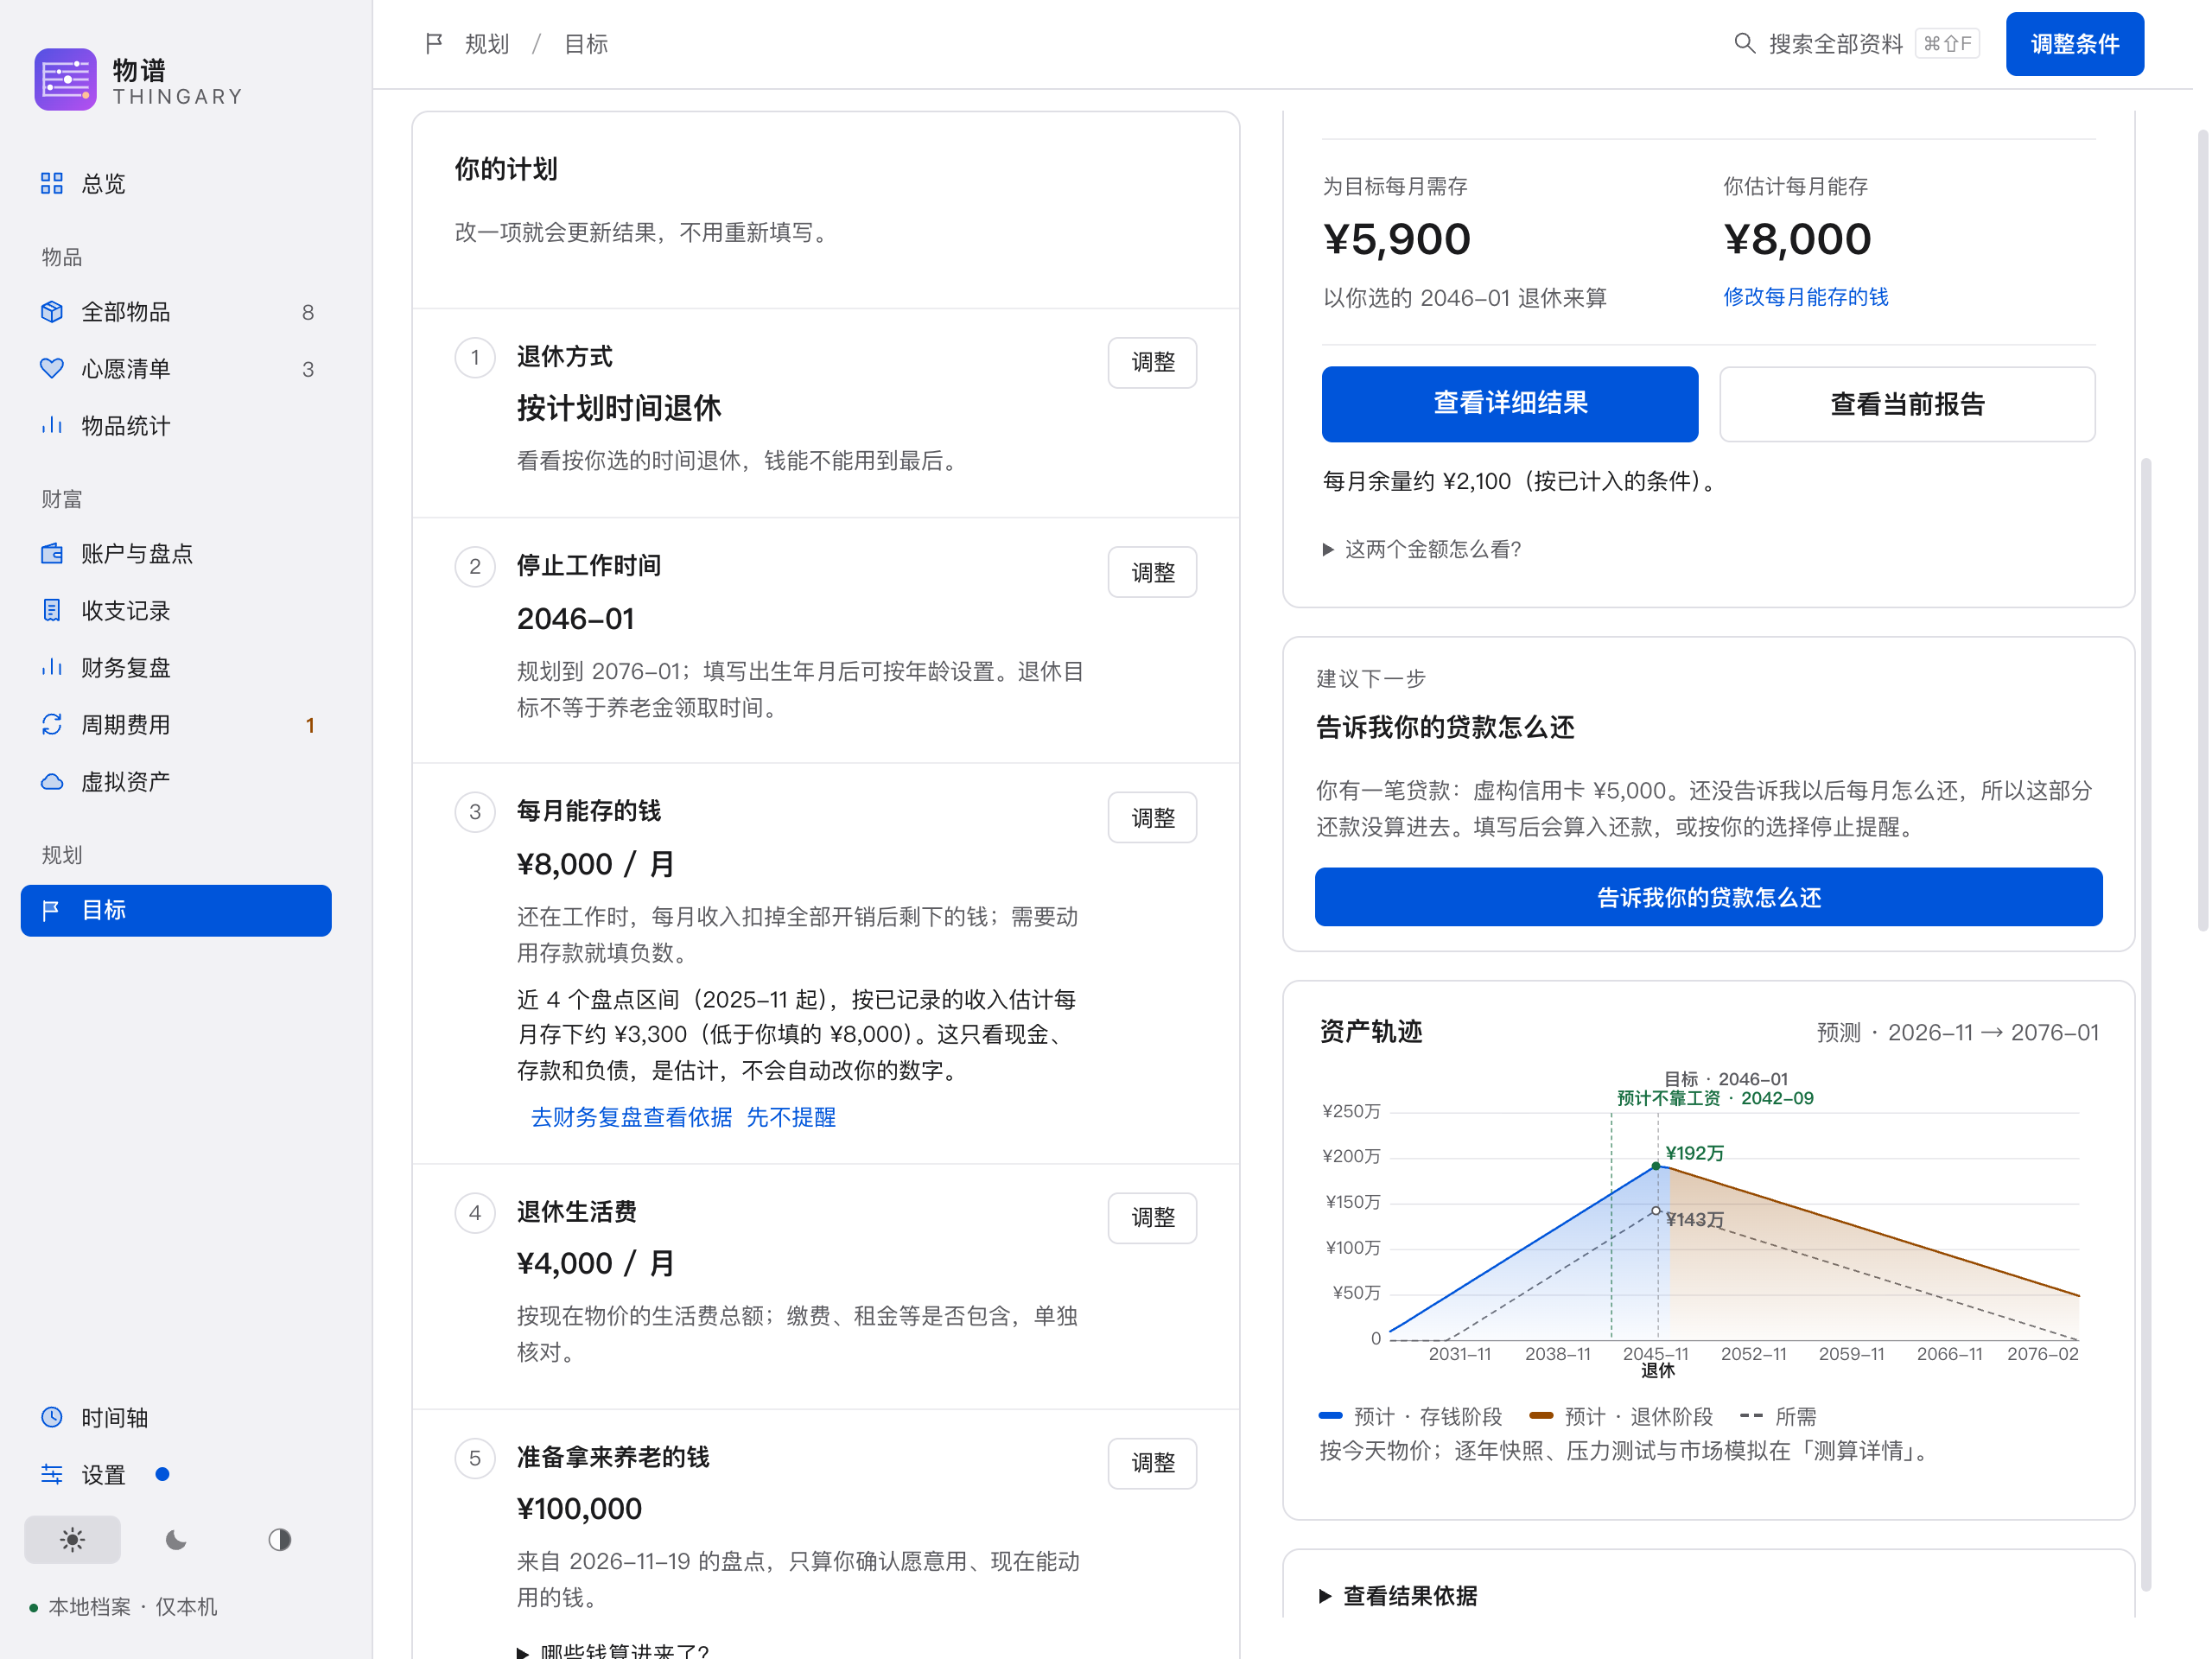 物谱
THINGARY
总览
物品
全部物品 8
心愿清单 3
物品统计
财富
账户与盘点
收支记录
财务复盘
周期费用 1
虚拟资产
规划
目标
时间轴
设置
本地档案 · 仅本机
规划 / 目标
搜索全部资料 ⌘⇧F
调整条件
你的计划
改一项就会更新结果，不用重新填写。
1 退休方式
调整
按计划时间退休
看看按你选的时间退休，钱能不能用到最后。
2 停止工作时间
调整
2046-01
规划到 2076-01；填写出生年月后可按年龄设置。退休目
标不等于养老金领取时间。
3 每月能存的钱
调整
¥8,000 / 月
还在工作时，每月收入扣掉全部开销后剩下的钱；需要动
用存款就填负数。
近 4 个盘点区间（2025-11 起），按已记录的收入估计每
月存下约 ¥3,300（低于你填的 ¥8,000）。这只看现金、
存款和负债，是估计，不会自动改你的数字。
去财务复盘查看依据 先不提醒
4 退休生活费
调整
¥4,000 / 月
按现在物价的生活费总额；缴费、租金等是否包含，单独
核对。
5 准备拿来养老的钱
调整
¥100,000
来自 2026-11-19 的盘点，只算你确认愿意用、现在能动
用的钱。
▶ 哪些钱算进来了？
为目标每月需存
¥5,900
以你选的 2046-01 退休来算
你估计每月能存
¥8,000
修改每月能存的钱
查看详细结果
查看当前报告
每月余量约 ¥2,100（按已计入的条件）。
▶ 这两个金额怎么看？
建议下一步
告诉我你的贷款怎么还
你有一笔贷款：虚构信用卡 ¥5,000。还没告诉我以后每月怎么还，所以这部分
还款没算进去。填写后会算入还款，或按你的选择停止提醒。
告诉我你的贷款怎么还
资产轨迹
预测 · 2026-11 → 2076-01
目标 · 2046-01
预计不靠工资 · 2042-09
¥250万
¥200万
¥150万
¥100万
¥50万
0
¥192万
¥143万
2031-11 2038-11 2045-11 2052-11 2059-11 2066-11 2076-02
退休
预计 · 存钱阶段 预计 · 退休阶段 所需
按今天物价；逐年快照、压力测试与市场模拟在「测算详情」。
▶ 查看结果依据